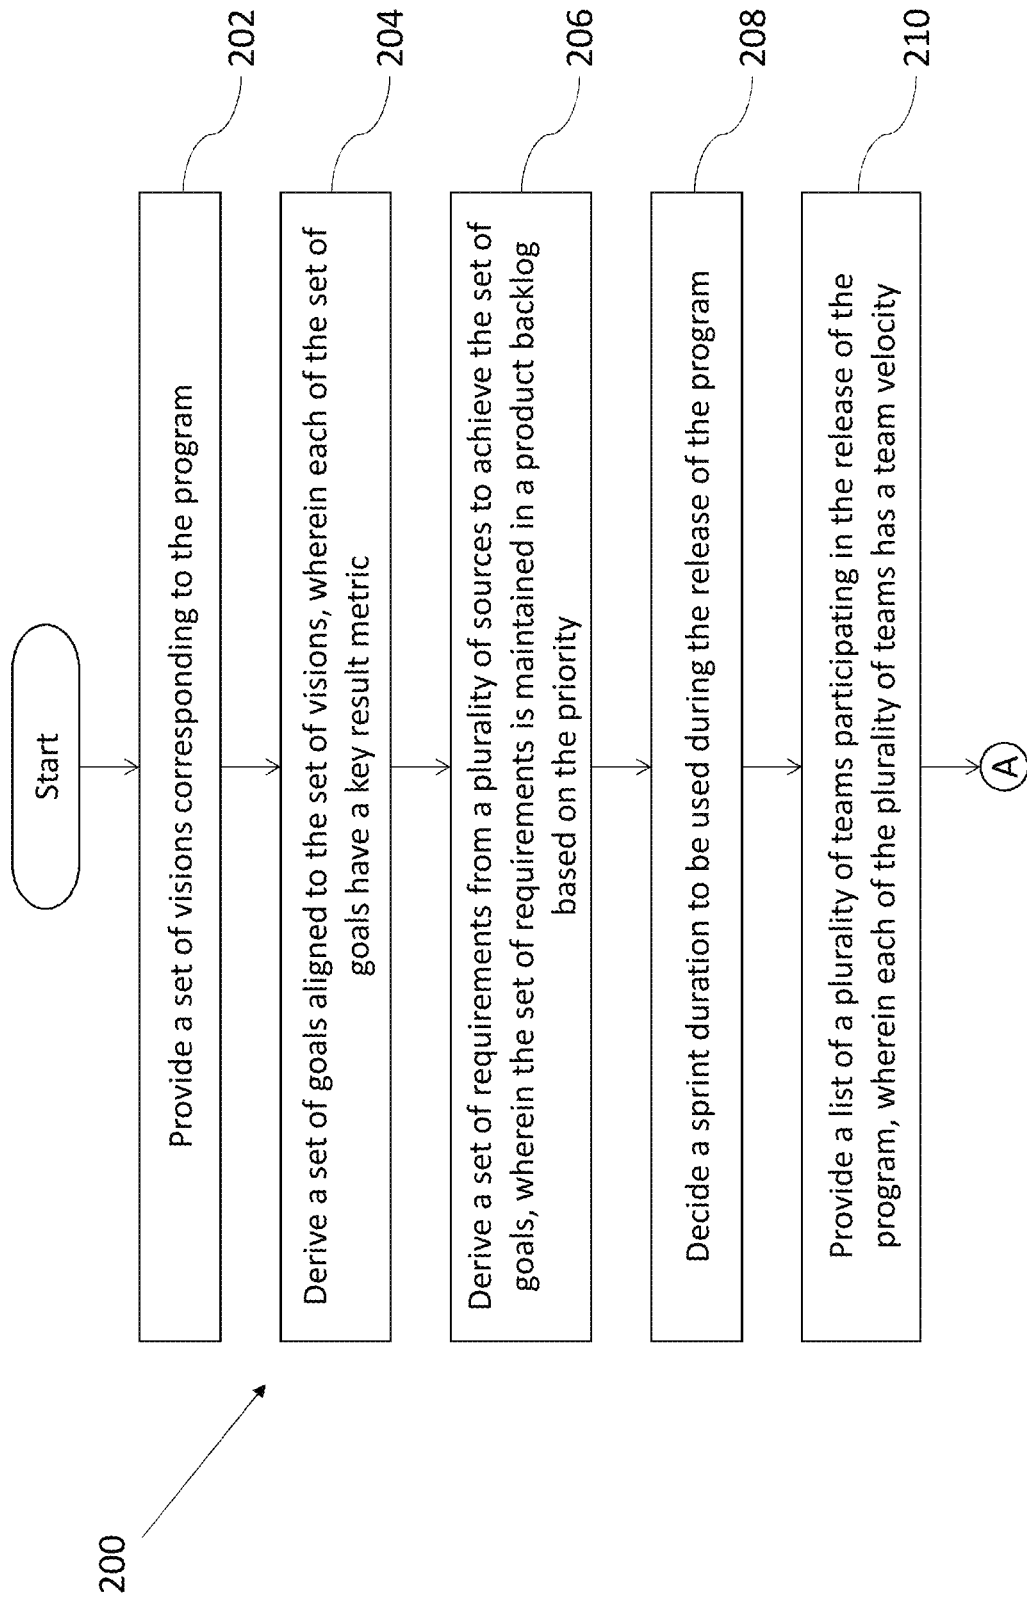 Start
Provide a set of visions corresponding to the program
202
Derive a set of goals aligned to the set of visions, wherein each of the set of
goals have a key result metric
204
Derive a set of requirements from a plurality of sources to achieve the set of
goals, wherein the set of requirements is maintained in a product backlog
based on the priority
206
Decide a sprint duration to be used during the release of the program
208
Provide a list of a plurality of teams participating in the release of the
program, wherein each of the plurality of teams has a team velocity
210
A
200